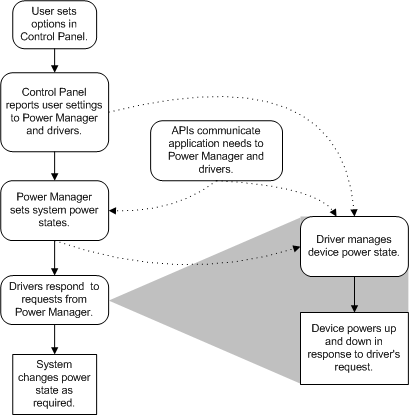 User sets
options in
Control Panel.
Control Panel
reports user settings
to Power Manager
and drivers.
APIs communicate
application needs to
Power Manager and
drivers.
Power Manager
sets system power
states.
Driver manages
device power state.
Drivers respond to
requests from
Power Manager.
Device powers up
and down in
response to driver's
request.
System
changes power
state as
required.